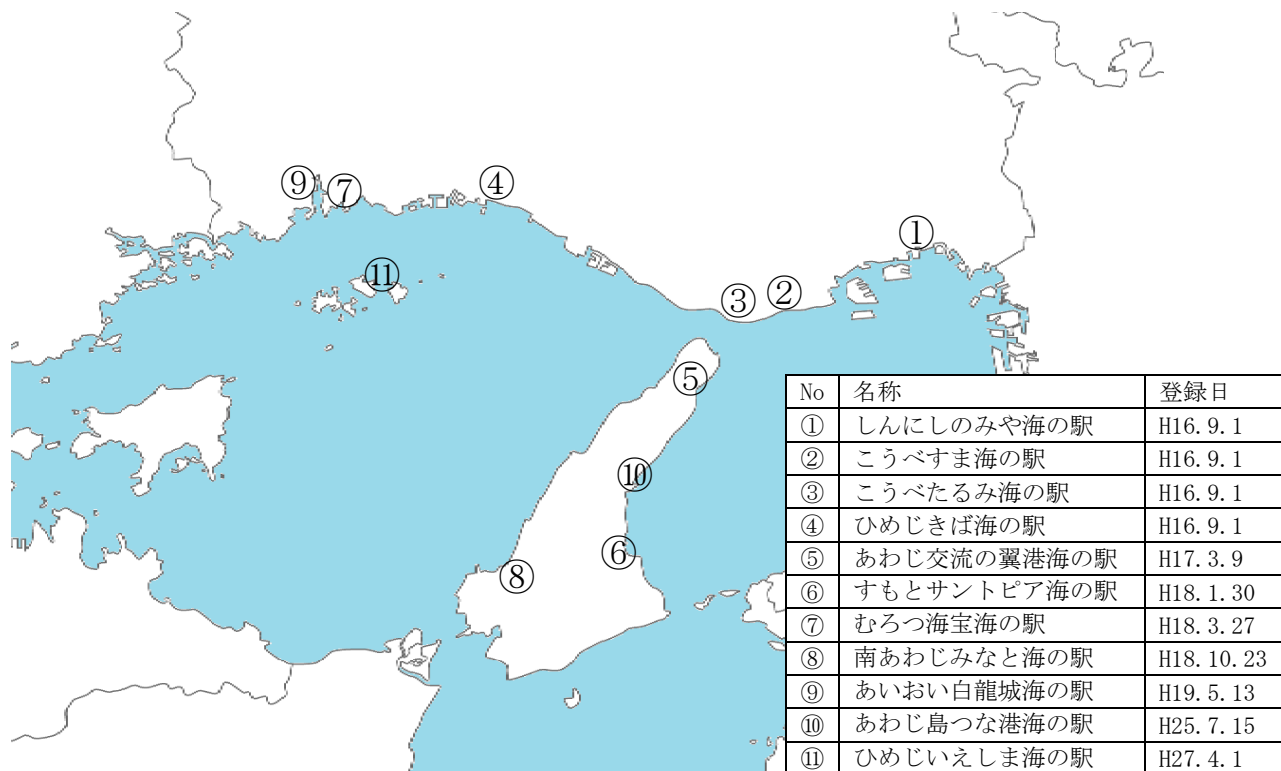 ⑨
⑦
④
①
⑪
③
②
⑤
⑩
⑥
⑧
No 名称 登録日
① しんにしのみや海の駅 H16.9.1
② こうべすま海の駅 H16.9.1
③ こうべたるみ海の駅 H16.9.1
④ ひめじきば海の駅 H16.9.1
⑤ あわじ交流の翼港海の駅 H17.3.9
⑥ すもとサントピア海の駅 H18.1.30
⑦ むろつ海宝海の駅 H18.3.27
⑧ 南あわじみなと海の駅 H18.10.23
⑨ あいおい白龍城海の駅 H19.5.13
⑩ あわじ島つな港海の駅 H25.7.15
⑪ ひめじいえしま海の駅 H27.4.1